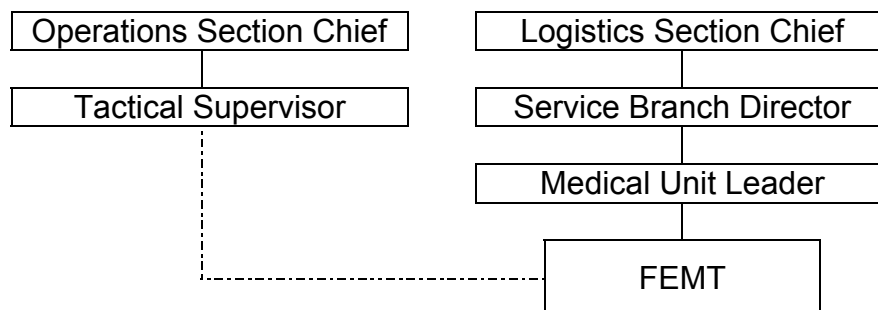 Operations Section Chief
Logistics Section Chief
Tactical Supervisor
Service Branch Director
Medical Unit Leader
FEMT